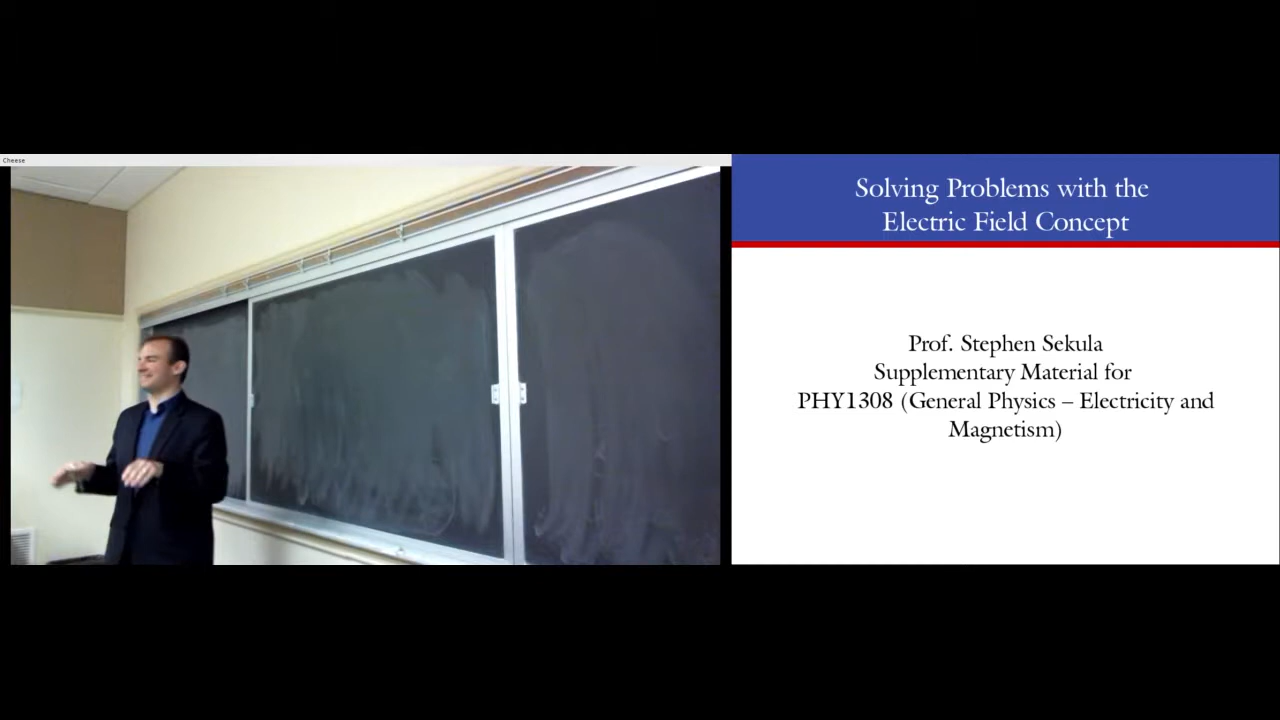 Cheese
Solving Problems with the
Electric Field Concept
Prof. Stephen Sekula
Supplementary Material for
PHY1308 (General Physics – Electricity and
Magnetism)